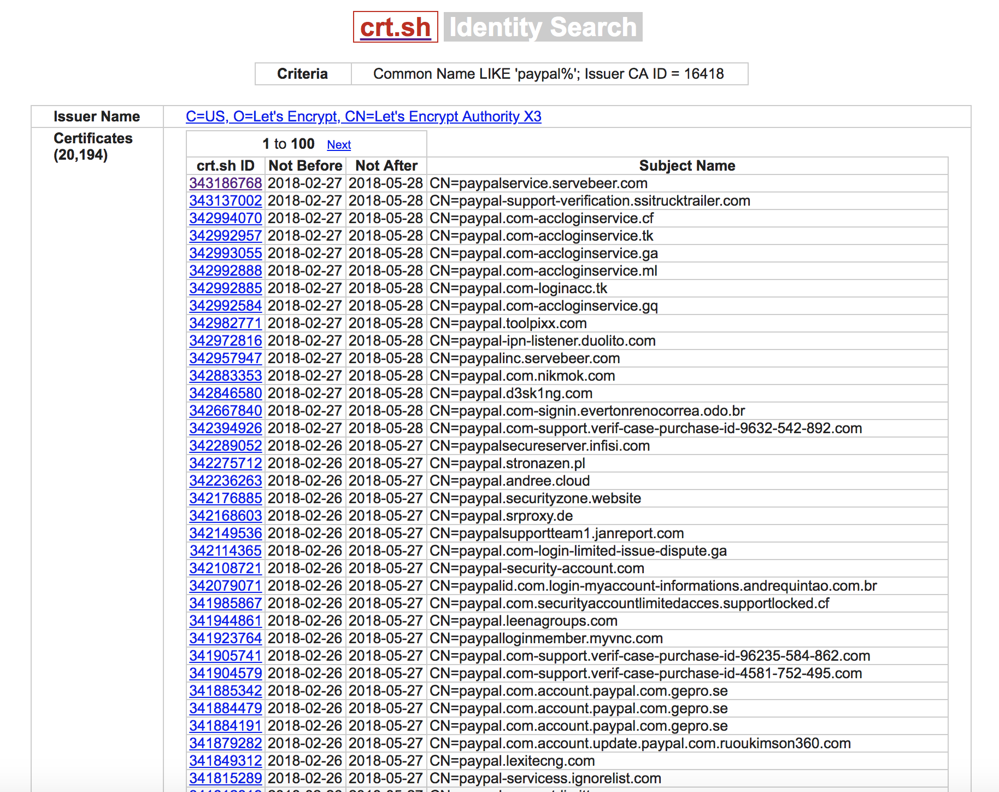 crt.sh Identity Search
Criteria Common Name LIKE 'paypal%'; Issuer CA ID = 16418
Issuer Name C=US, O=Let's Encrypt, CN=Let's Encrypt Authority X3
Certificates (20,194)
1 to 100 Next
crt.sh ID Not Before Not After Subject Name
343186768 2018-02-27 2018-05-28 CN=paypalservice.servebeer.com
343137002 2018-02-27 2018-05-28 CN=paypal-support-verification.ssitrucktrailer.com
342994070 2018-02-27 2018-05-28 CN=paypal.com-accloginservice.cf
342992957 2018-02-27 2018-05-28 CN=paypal.com-accloginservice.tk
342993055 2018-02-27 2018-05-28 CN=paypal.com-accloginservice.ga
342992888 2018-02-27 2018-05-28 CN=paypal.com-accloginservice.ml
342992885 2018-02-27 2018-05-28 CN=paypal.com-loginacc.tk
342992584 2018-02-27 2018-05-28 CN=paypal.com-accloginservice.gq
342982771 2018-02-27 2018-05-28 CN=paypal.toolpixx.com
342972816 2018-02-27 2018-05-28 CN=paypal-ipn-listener.duolito.com
342957947 2018-02-27 2018-05-28 CN=paypalinc.servebeer.com
342883353 2018-02-27 2018-05-28 CN=paypal.com.nikmok.com
342846580 2018-02-27 2018-05-28 CN=paypal.d3sk1ng.com
342667840 2018-02-27 2018-05-28 CN=paypal.com-signin.evertonrenocorrea.odo.br
342394926 2018-02-27 2018-05-28 CN=paypal.com-support.verif-case-purchase-id-9632-542-892.com
342289052 2018-02-26 2018-05-27 CN=paypalsecureserver.infisi.com
342275712 2018-02-26 2018-05-27 CN=paypal.stronazen.pl
342236263 2018-02-26 2018-05-27 CN=paypal.andree.cloud
342176885 2018-02-26 2018-05-27 CN=paypal.securityzone.website
342168603 2018-02-26 2018-05-27 CN=paypal.srproxy.de
342149536 2018-02-26 2018-05-27 CN=paypalsupportteam1.janreport.com
342114365 2018-02-26 2018-05-27 CN=paypal.com-login-limited-issue-dispute.ga
342108721 2018-02-26 2018-05-27 CN=paypal-security-account.com
342079071 2018-02-26 2018-05-27 CN=paypalid.com.login-myaccount-informations.andrequintao.com.br
341985867 2018-02-26 2018-05-27 CN=paypal.com.securityaccountlimitedacces.supportlocked.cf
341944861 2018-02-26 2018-05-27 CN=paypal.leenagroups.com
341923764 2018-02-26 2018-05-27 CN=paypalloginmember.myvnc.com
341905741 2018-02-26 2018-05-27 CN=paypal.com-support.verif-case-purchase-id-96235-584-862.com
341904579 2018-02-26 2018-05-27 CN=paypal.com-support.verif-case-purchase-id-4581-752-495.com
341885342 2018-02-26 2018-05-27 CN=paypal.com.account.paypal.com.gepro.se
341884479 2018-02-26 2018-05-27 CN=paypal.com.account.paypal.com.gepro.se
341884191 2018-02-26 2018-05-27 CN=paypal.com.account.paypal.com.gepro.se
341879282 2018-02-26 2018-05-27 CN=paypal.com.account.update.paypal.com.ruoukimson360.com
341849312 2018-02-26 2018-05-27 CN=paypal.lexitecng.com
341815289 2018-02-26 2018-05-27 CN=paypal-servicess.ignorelist.com